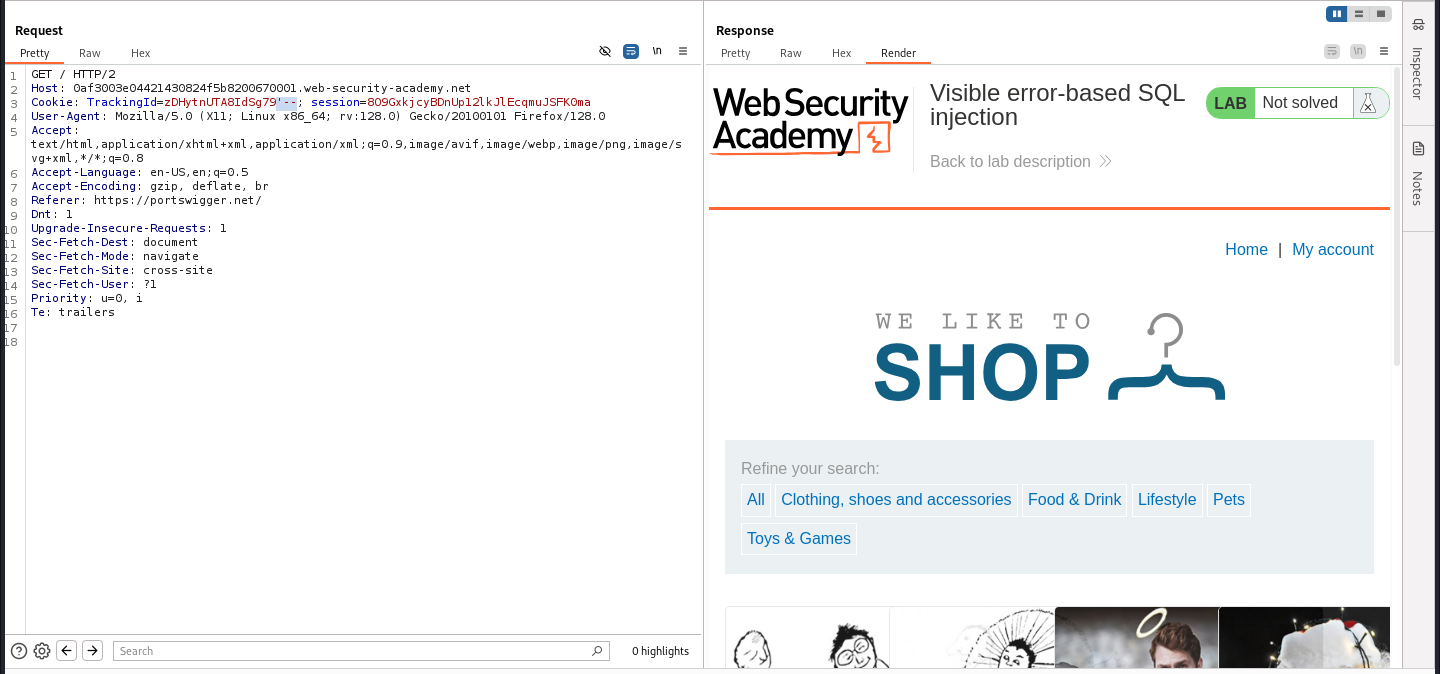 Request
Pretty Raw Hex
\n
1 GET / HTTP/2
2 Host: 0af3003e04421430824f5b8200670001.web-security-academy.net
3 Cookie: TrackingId=zDHytnUTA8IdSg79'--; session=8O9GxkjcyBDnUp12lkJlEcqmuJSFK0ma
4 User-Agent: Mozilla/5.0 (X11; Linux x86_64; rv:128.0) Gecko/20100101 Firefox/128.0
5 Accept:
text/html,application/xhtml+xml,application/xml;q=0.9,image/avif,image/webp,image/png,image/s
vg+xml,*/*;q=0.8
6 Accept-Language: en-US,en;q=0.5
7 Accept-Encoding: gzip, deflate, br
8 Referer: https://portswigger.net/
9 Dnt: 1
10 Upgrade-Insecure-Requests: 1
11 Sec-Fetch-Dest: document
12 Sec-Fetch-Mode: navigate
13 Sec-Fetch-Site: cross-site
14 Sec-Fetch-User: ?1
15 Priority: u=0, i
16 Te: trailers
17
18
Search
0 highlights
Response
Pretty Raw Hex Render
\n
Web Security
Academy
Visible error-based SQL
injection
LAB Not solved
Back to lab description
Home | My account
WE LIKE TO
SHOP
Refine your search:
All Clothing, shoes and accessories Food & Drink Lifestyle Pets
Toys & Games
Inspector
Notes